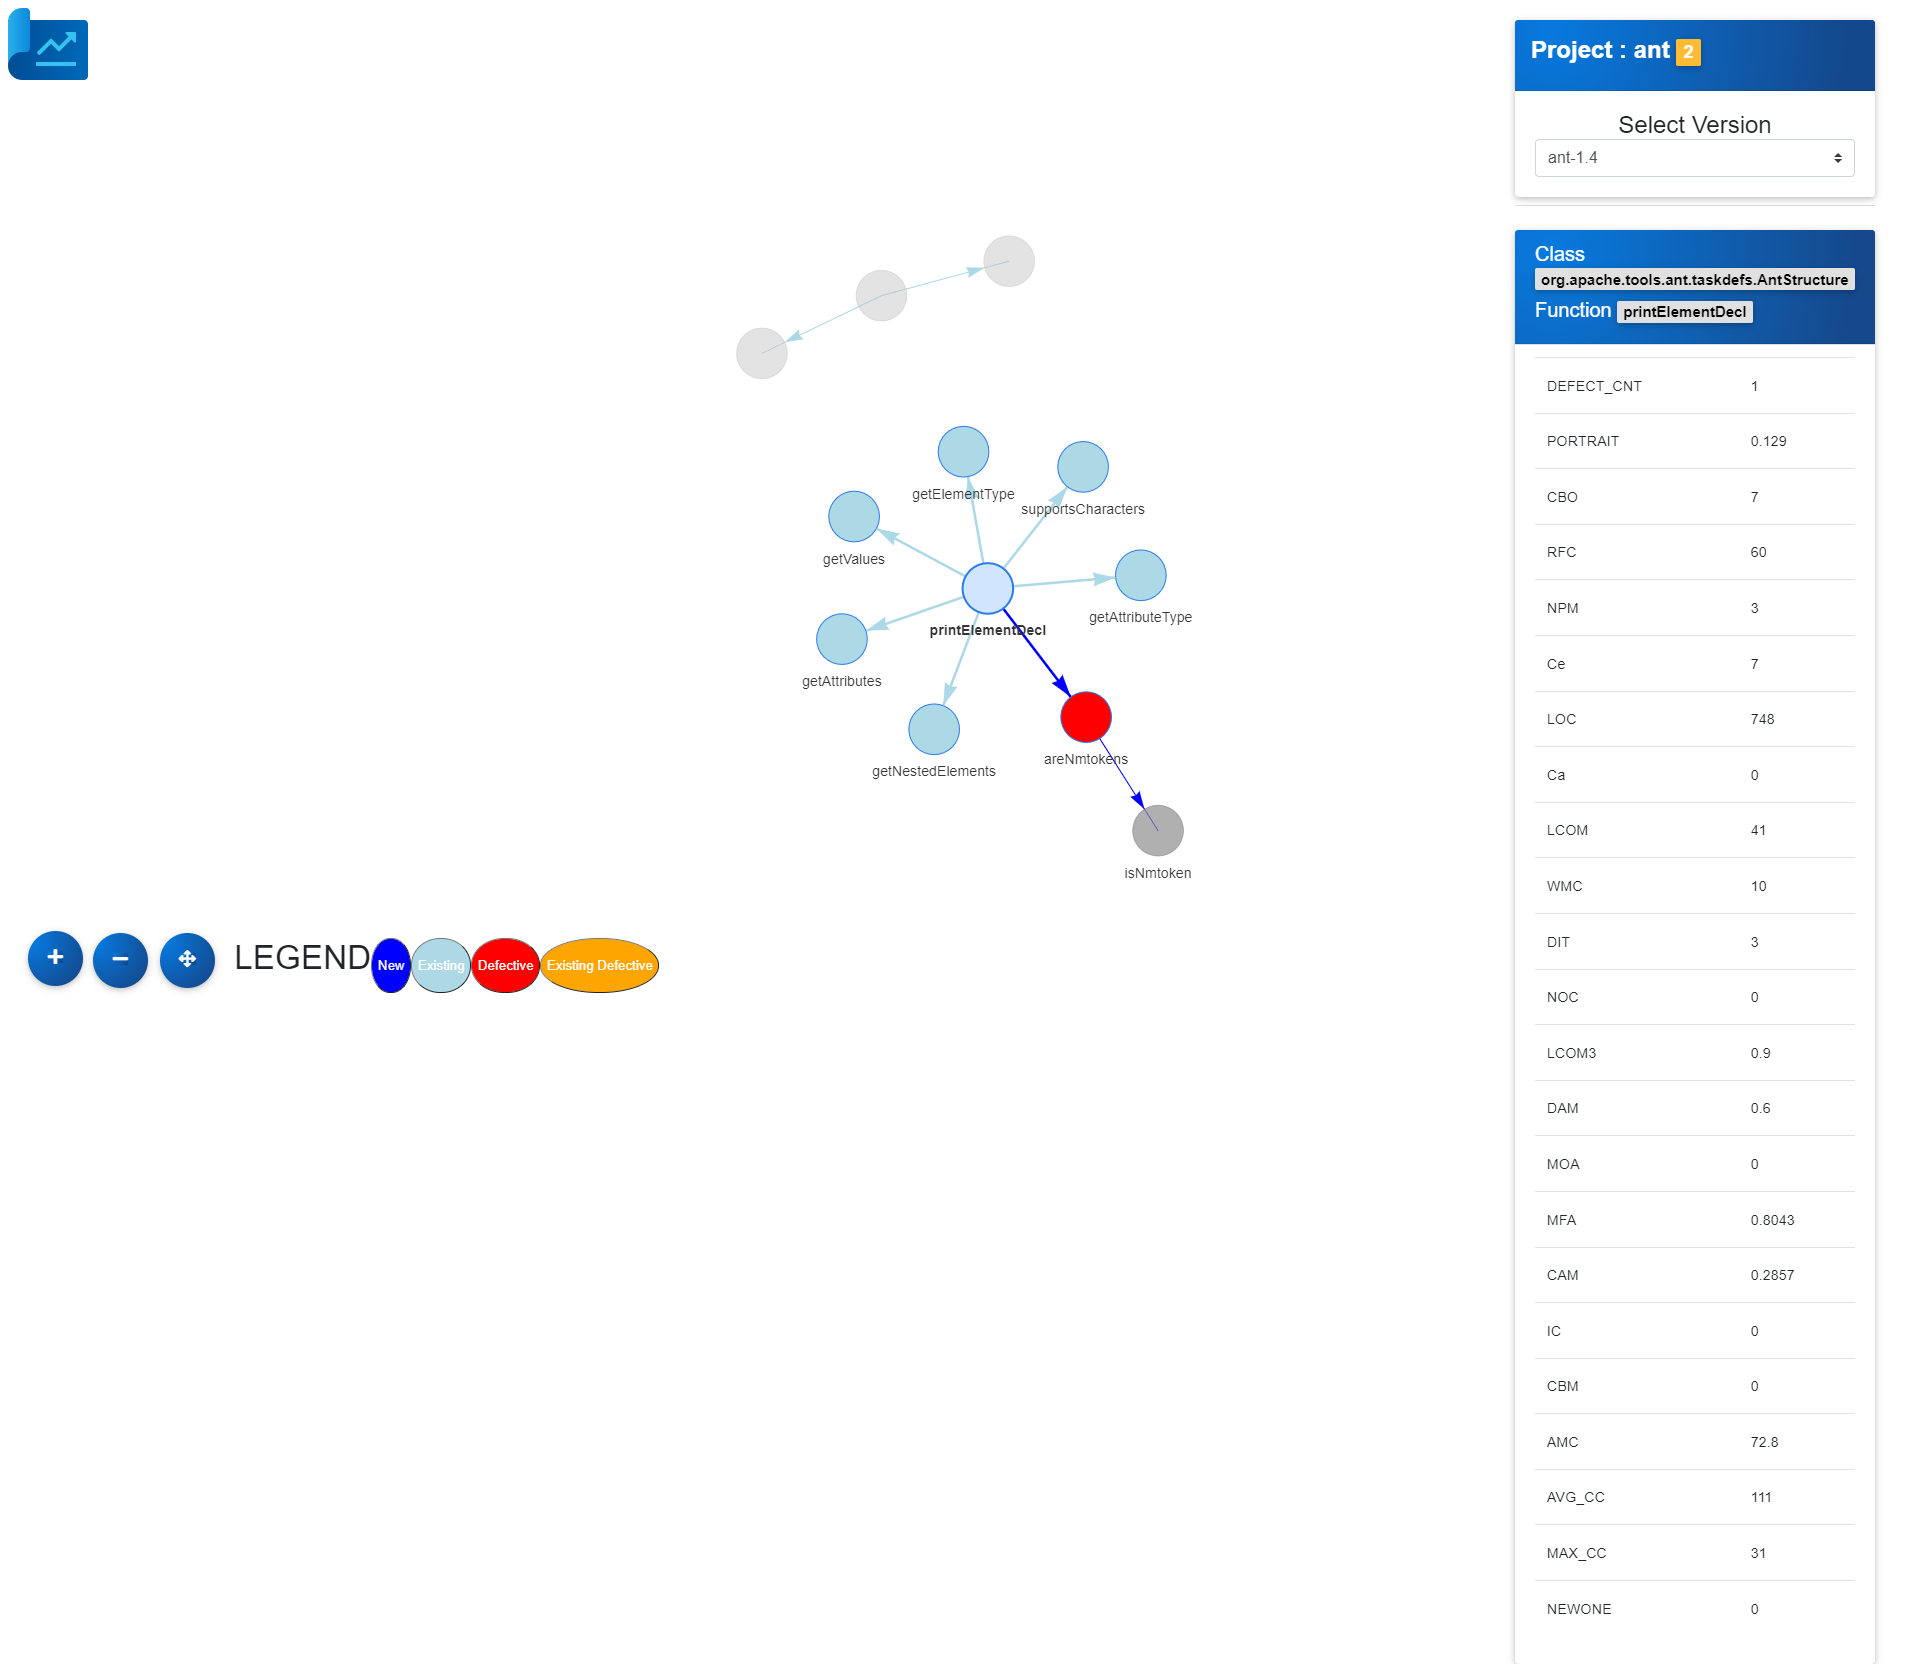 Project : ant 2
Select Version
ant-1.4
Class
org.apache.tools.ant.taskdefs.AntStructure
Function printElementDecl
getElementType
supportsCharacters
getValues
getAttributeType
printElementDecl
getAttributes
getNestedElements
areNmtokens
isNmtoken
+ −
LEGEND New Existing Defective Existing Defective
DEFECT_CNT 1
PORTRAIT 0.129
CBO 7
RFC 60
NPM 3
Ce 7
LOC 748
Ca 0
LCOM 41
WMC 10
DIT 3
NOC 0
LCOM3 0.9
DAM 0.6
MOA 0
MFA 0.8043
CAM 0.2857
IC 0
CBM 0
AMC 72.8
AVG_CC 111
MAX_CC 31
NEWONE 0